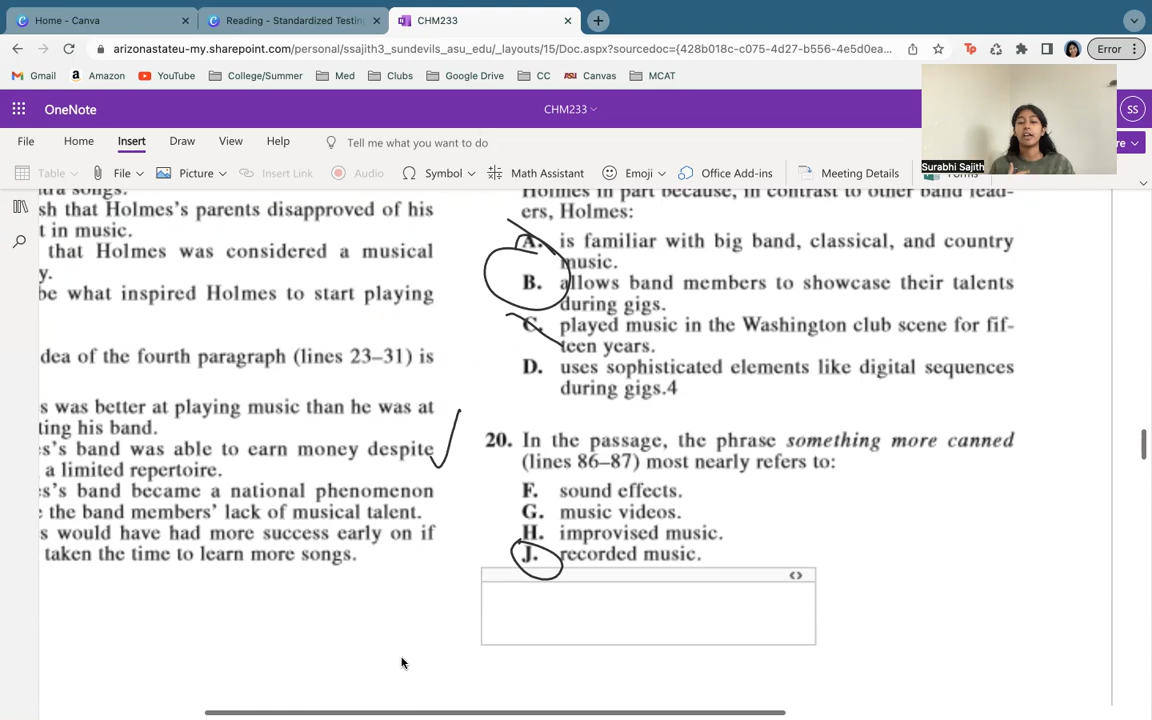 Home - Canva
Reading - Standardized Testing
CHM233
arizonastateu-my.sharepoint.com/personal/ssajith3_sundevils_asu_edu/_layouts/15/Doc.aspx?sourcedoc={428b018c-c075-4d27-b556-4e5d0ea...
Error
Gmail
Amazon
YouTube
College/Summer
Med
Clubs
Google Drive
CC
ASU Canvas
MCAT
OneNote
CHM233
SS
File
Home
Insert
Draw
View
Help
Tell me what you want to do
Surabhi Sajith
Table
File
Picture
Insert Link
Audio
Symbol
Math Assistant
Emoji
Office Add-ins
Meeting Details
Forms
songs.
sh that Holmes's parents disapproved of his
t in music.
that Holmes was considered a musical
y.
be what inspired Holmes to start playing
dea of the fourth paragraph (lines 23–31) is
s was better at playing music than he was at
ting his band.
s's band was able to earn money despite
a limited repertoire.
s's band became a national phenomenon
e the band members' lack of musical talent.
s would have had more success early on if
taken the time to learn more songs.
Holmes in part because, in contrast to other band lead-
ers, Holmes:
A. is familiar with big band, classical, and country
music.
B. allows band members to showcase their talents
during gigs.
C. played music in the Washington club scene for fif-
teen years.
D. uses sophisticated elements like digital sequences
during gigs.4
20. In the passage, the phrase something more canned
(lines 86–87) most nearly refers to:
F. sound effects.
G. music videos.
H. improvised music.
J. recorded music.